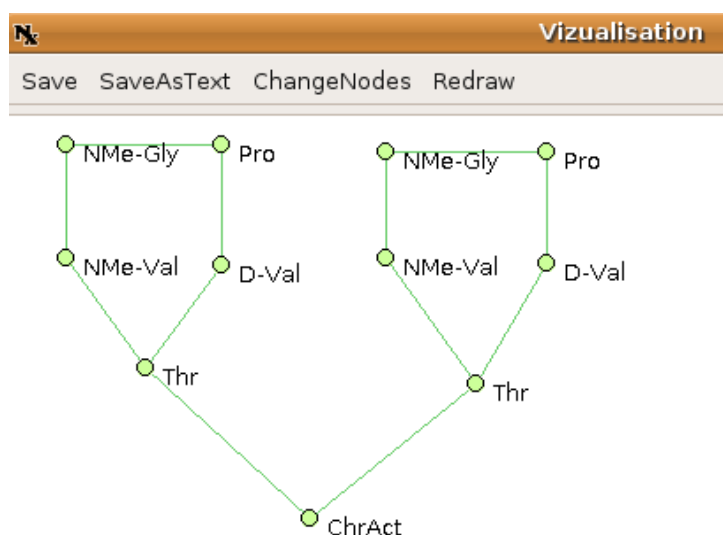 Vizualisation
Save SaveAsText ChangeNodes Redraw
NMe-Gly Pro NMe-Gly Pro
NMe-Val D-Val NMe-Val D-Val
Thr Thr
ChrAct